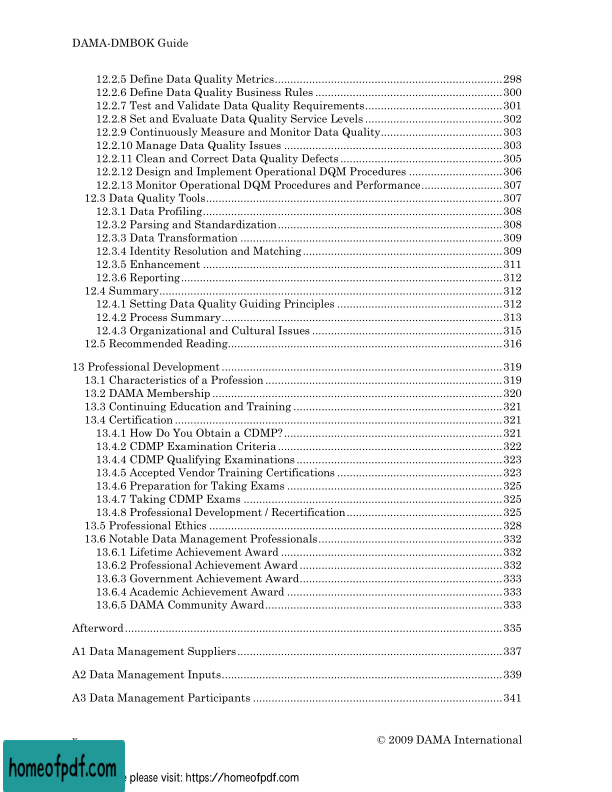 DAMA-DMBOK Guide
12.2.5 Define Data Quality Metrics.........................................................................298
12.2.6 Define Data Quality Business Rules ............................................................300
12.2.7 Test and Validate Data Quality Requirements............................................301
12.2.8 Set and Evaluate Data Quality Service Levels ............................................302
12.2.9 Continuously Measure and Monitor Data Quality.......................................303
12.2.10 Manage Data Quality Issues ......................................................................303
12.2.11 Clean and Correct Data Quality Defects ....................................................305
12.2.12 Design and Implement Operational DQM Procedures ..............................306
12.2.13 Monitor Operational DQM Procedures and Performance..........................307
12.3 Data Quality Tools...............................................................................................307
12.3.1 Data Profiling................................................................................................308
12.3.2 Parsing and Standardization........................................................................308
12.3.3 Data Transformation ....................................................................................309
12.3.4 Identity Resolution and Matching................................................................309
12.3.5 Enhancement ................................................................................................311
12.3.6 Reporting.......................................................................................................312
12.4 Summary..............................................................................................................312
12.4.1 Setting Data Quality Guiding Principles .....................................................312
12.4.2 Process Summary..........................................................................................313
12.4.3 Organizational and Cultural Issues .............................................................315
12.5 Recommended Reading........................................................................................316
13 Professional Development ..........................................................................................319
13.1 Characteristics of a Profession ............................................................................319
13.2 DAMA Membership .............................................................................................320
13.3 Continuing Education and Training ...................................................................321
13.4 Certification .........................................................................................................321
13.4.1 How Do You Obtain a CDMP?......................................................................321
13.4.2 CDMP Examination Criteria ........................................................................322
13.4.4 CDMP Qualifying Examinations..................................................................323
13.4.5 Accepted Vendor Training Certifications .....................................................323
13.4.6 Preparation for Taking Exams .....................................................................325
13.4.7 Taking CDMP Exams ...................................................................................325
13.4.8 Professional Development / Recertification..................................................325
13.5 Professional Ethics ..............................................................................................328
13.6 Notable Data Management Professionals...........................................................332
13.6.1 Lifetime Achievement Award .......................................................................332
13.6.2 Professional Achievement Award.................................................................332
13.6.3 Government Achievement Award.................................................................333
13.6.4 Academic Achievement Award .....................................................................333
13.6.5 DAMA Community Award............................................................................333
Afterword.........................................................................................................................335
A1 Data Management Suppliers.....................................................................................337
A2 Data Management Inputs..........................................................................................339
A3 Data Management Participants ................................................................................341
© 2009 DAMA International
homeofpdf.com
please visit: https://homeofpdf.com